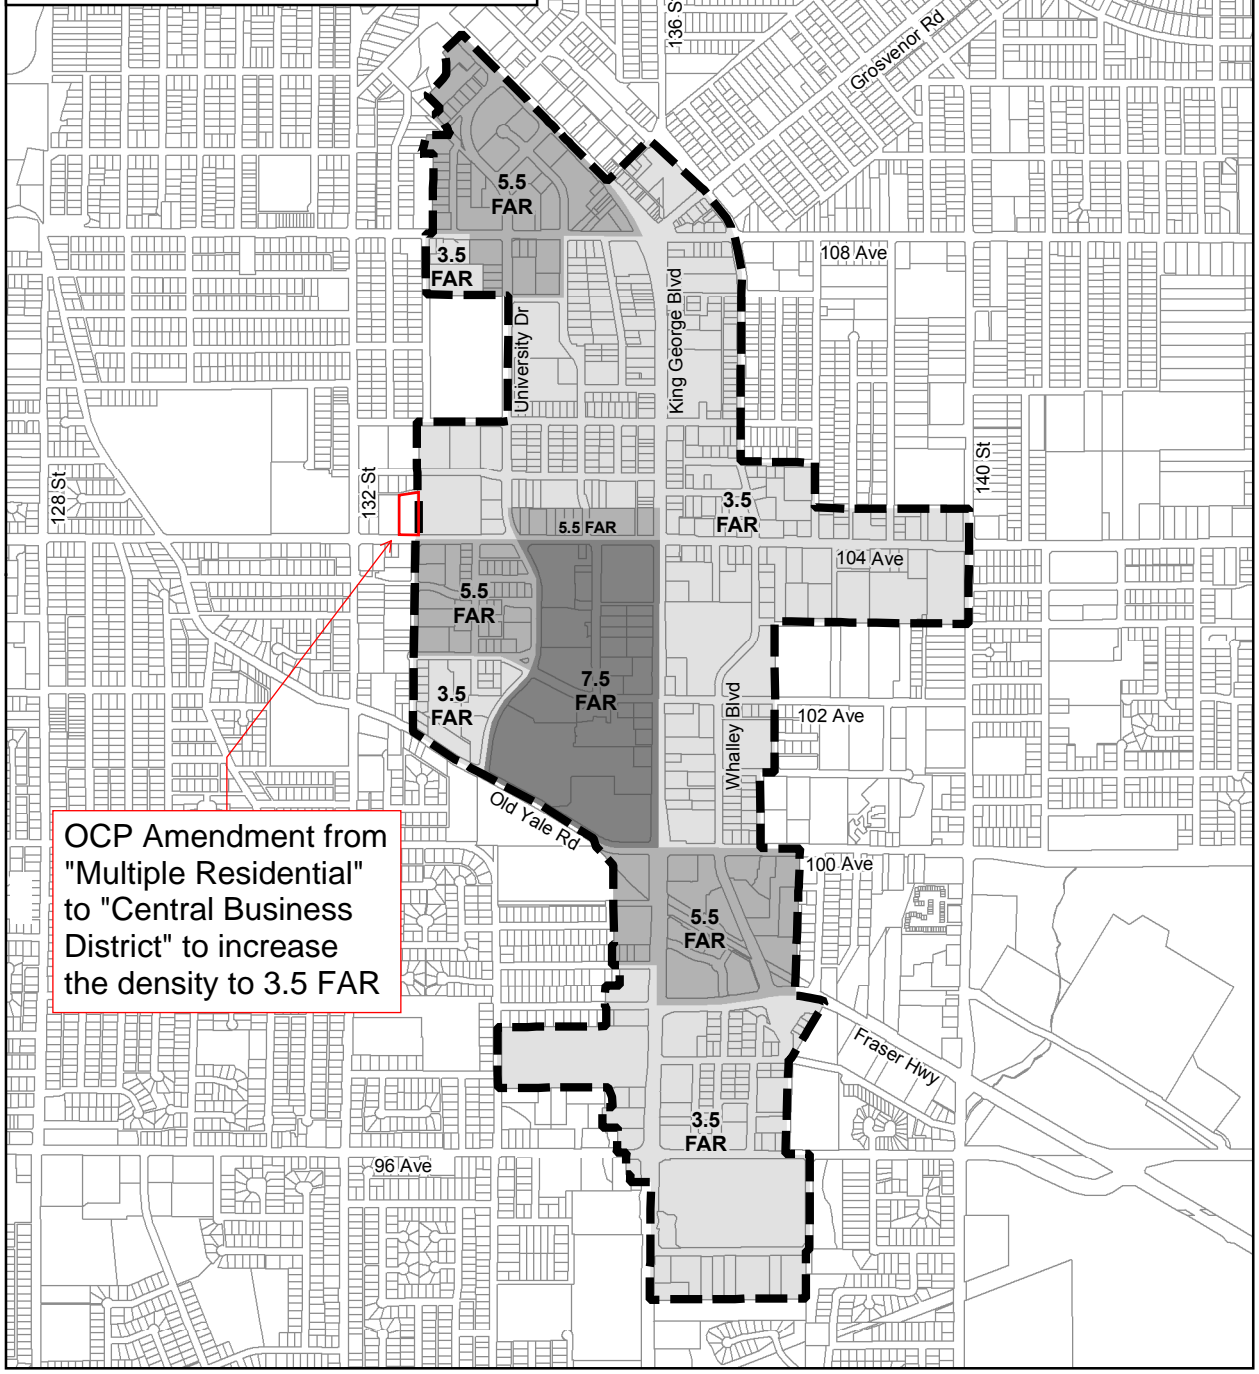 136 S
Grosvenor Rd
5.5
FAR
3.5
FAR
108 Ave
King George Blvd
University Dr
128 St
132 St
140 St
3.5
FAR
5.5 FAR
104 Ave
5.5
FAR
7.5
FAR
3.5
FAR
Whalley Blvd
102 Ave
Old Yale Rd
OCP Amendment from
"Multiple Residential"
to "Central Business
District" to increase
the density to 3.5 FAR
100 Ave
5.5
FAR
Fraser Hwy
3.5
FAR
96 Ave